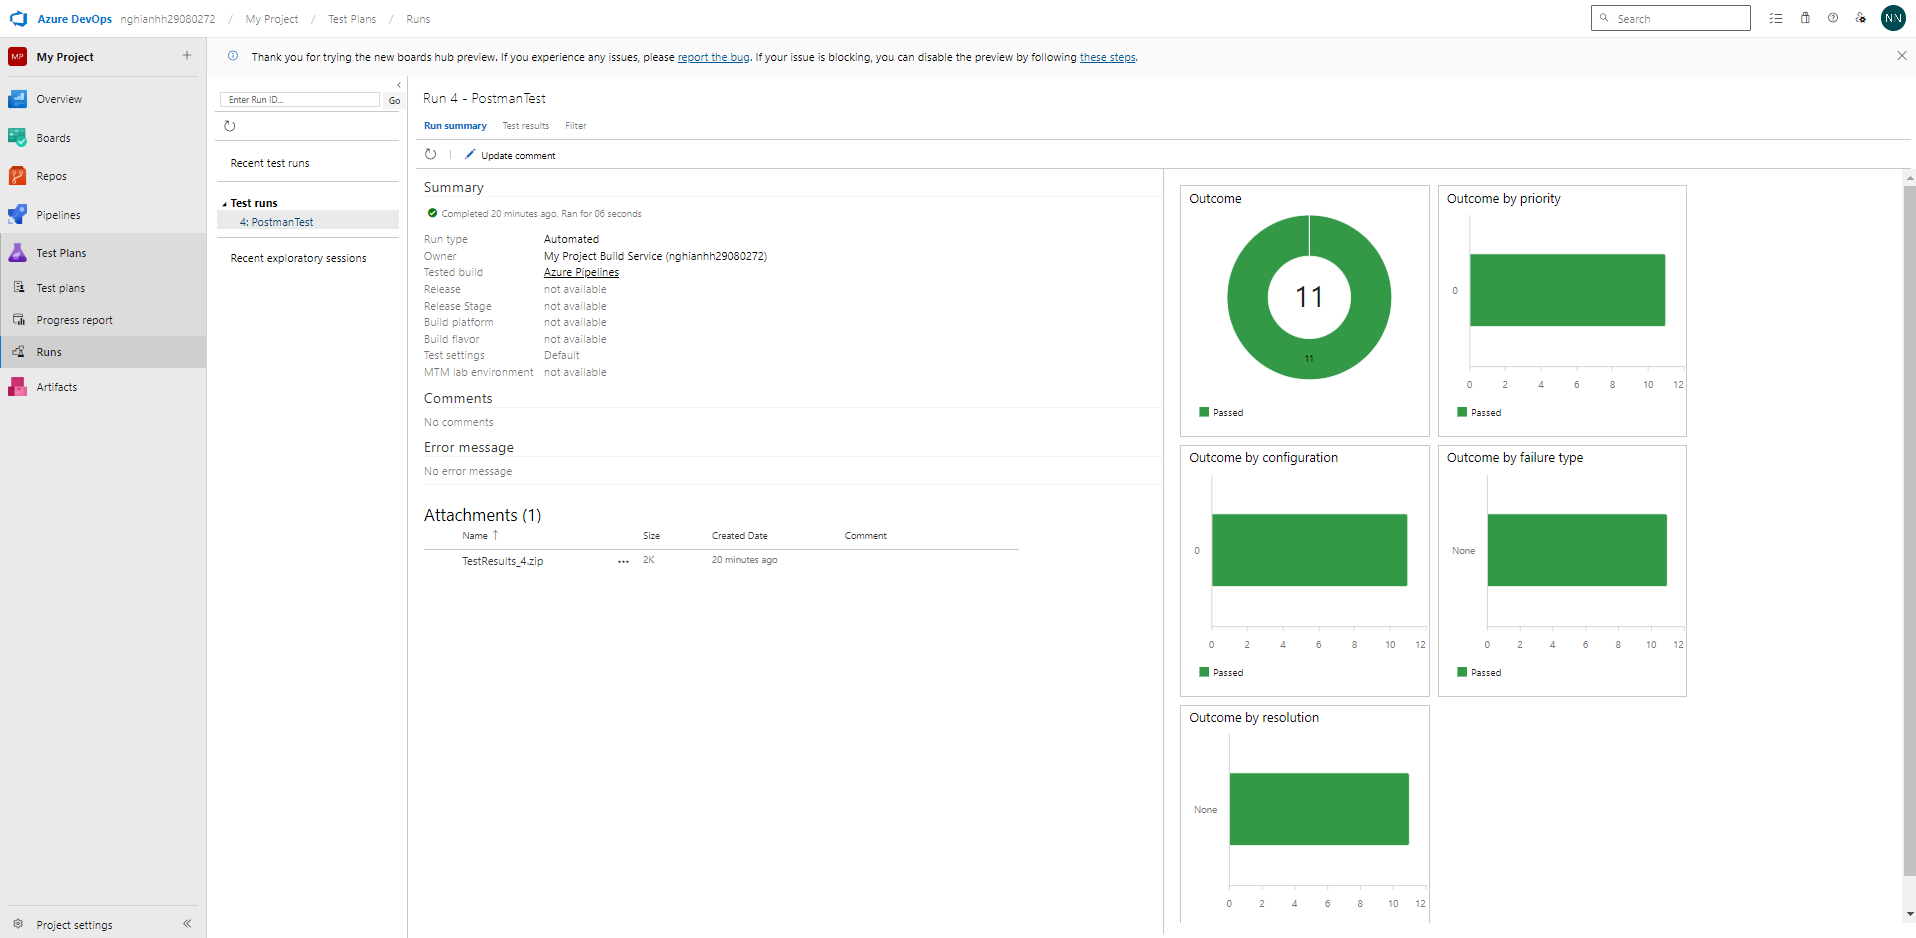 Azure DevOps nghianhh29080272 / My Project / Test Plans / Runs
Search
NN
MP My Project +
Overview
Boards
Repos
Pipelines
Test Plans
Test plans
Progress report
Runs
Artifacts
Project settings
Thank you for trying the new boards hub preview. If you experience any issues, please report the bug. If your issue is blocking, you can disable the preview by following these steps.
Enter Run ID...
Go
Recent test runs
Test runs
4: PostmanTest
Recent exploratory sessions
Run 4 - PostmanTest
Run summary Test results Filter
Update comment
Summary
Completed 20 minutes ago, Ran for 06 seconds
Run type Automated
Owner My Project Build Service (nghianhh29080272)
Tested build Azure Pipelines
Release not available
Release Stage not available
Build platform not available
Build flavor not available
Test settings Default
MTM lab environment not available
Comments
No comments
Error message
No error message
Attachments (1)
Name ↑ Size Created Date Comment
TestResults_4.zip ... 2K 20 minutes ago
Outcome
11
11
Passed
Outcome by priority
0
0 2 4 6 8 10 12
Passed
Outcome by configuration
0
0 2 4 6 8 10 12
Passed
Outcome by failure type
None
0 2 4 6 8 10 12
Passed
Outcome by resolution
None
0 2 4 6 8 10 12